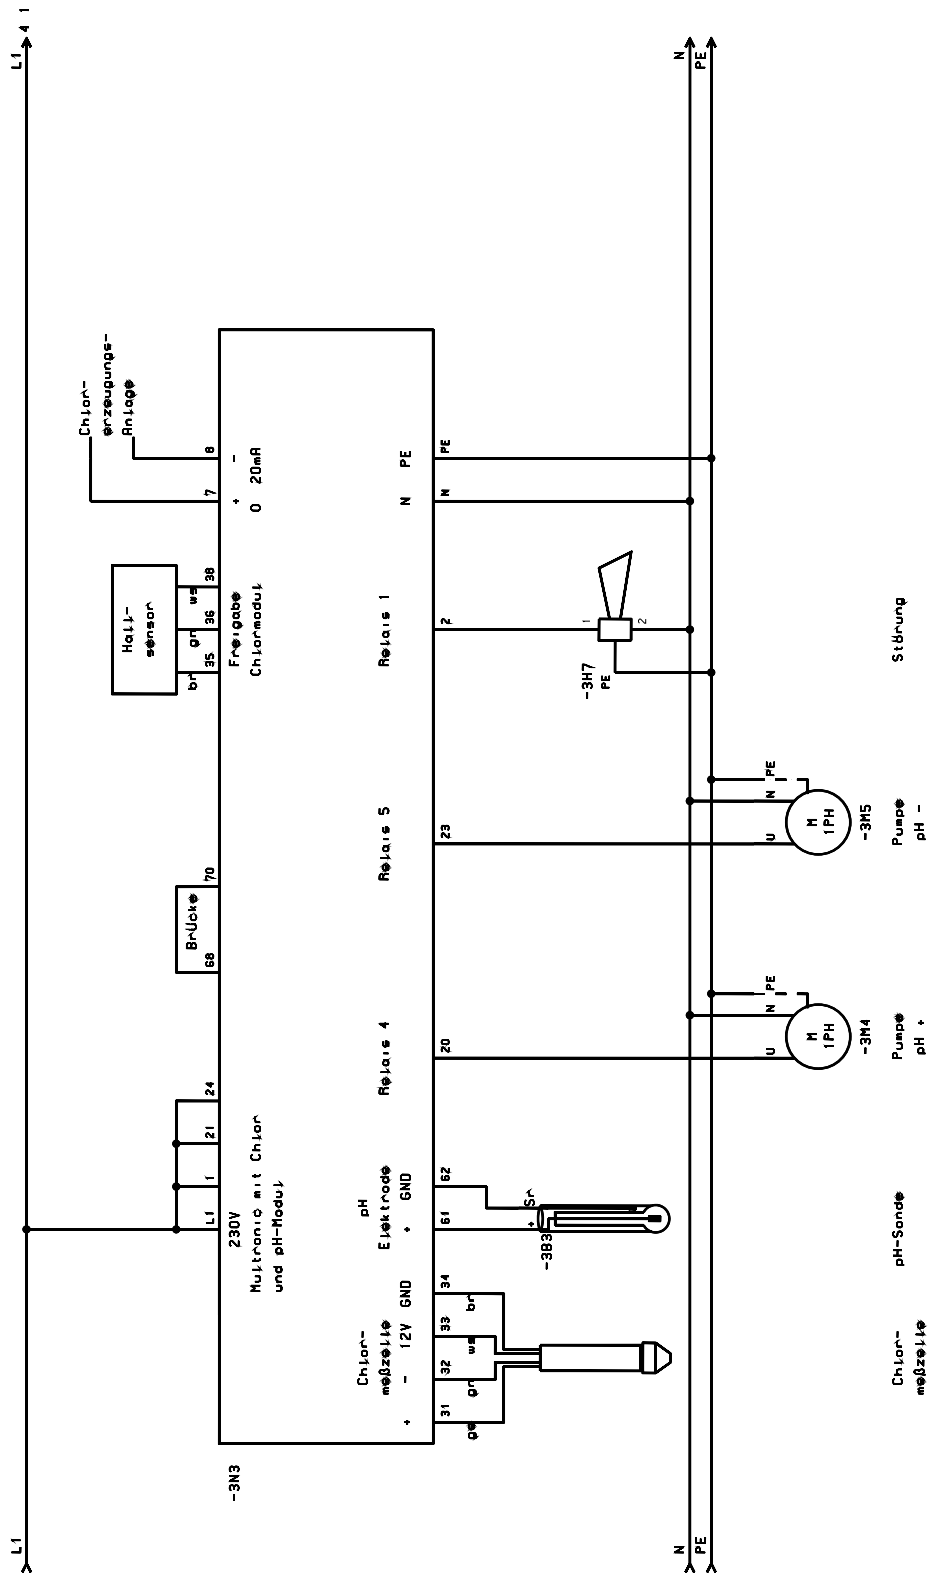 L1
L1
4 1
-3N3
L1
1
21
24
230V
Multronic mit Chlor
und pH-Modul
Brücke
68
70
Hall-
sensor
br
gn
ws
35
36
38
Freigabe
Chlormodul
Chlor-
erzeugungs-
Anlage
7
8
+ -
0 20mA
Chlor-
meßzelle
+ - 12V GND
31
32
33
34
ge
gn
ws
br
pH
Elektrode
+ GND
61
62
+
Sr
-3B3
Relais 4
20
Relais 5
23
Relais 1
2
N
PE
N
PE
-3H7
PE
1
2
N
PE
N
PE
U
N
PE
M
1PH
-3M4
U
N
PE
M
1PH
-3M5
Chlor-
meßzelle
pH-Sonde
Pumpe
pH +
Pumpe
pH -
Störung